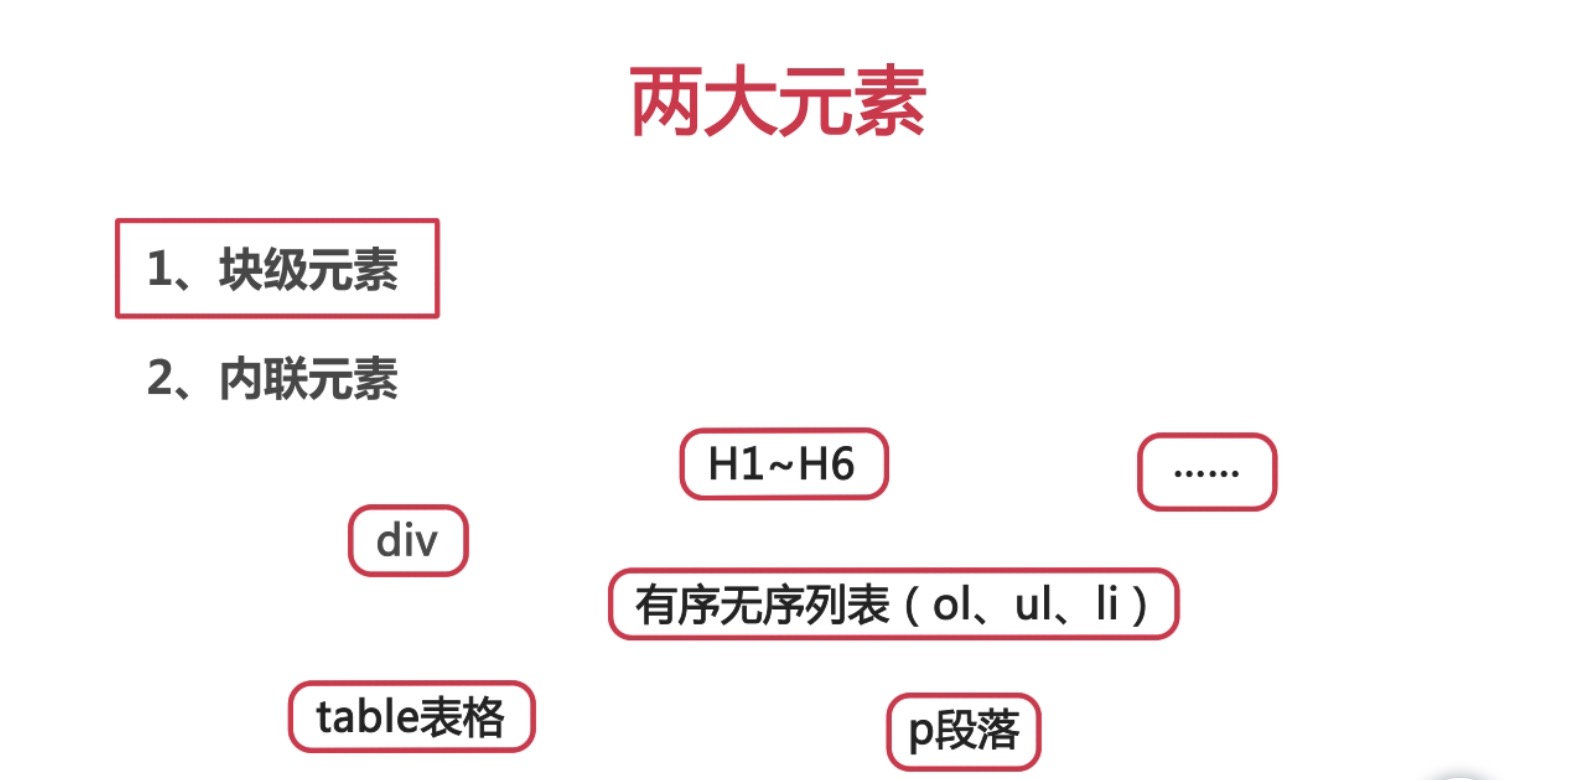 两大元素
1、块级元素
2、内联元素
H1~H6
……
div
有序无序列表（ol、ul、li）
table表格
p段落